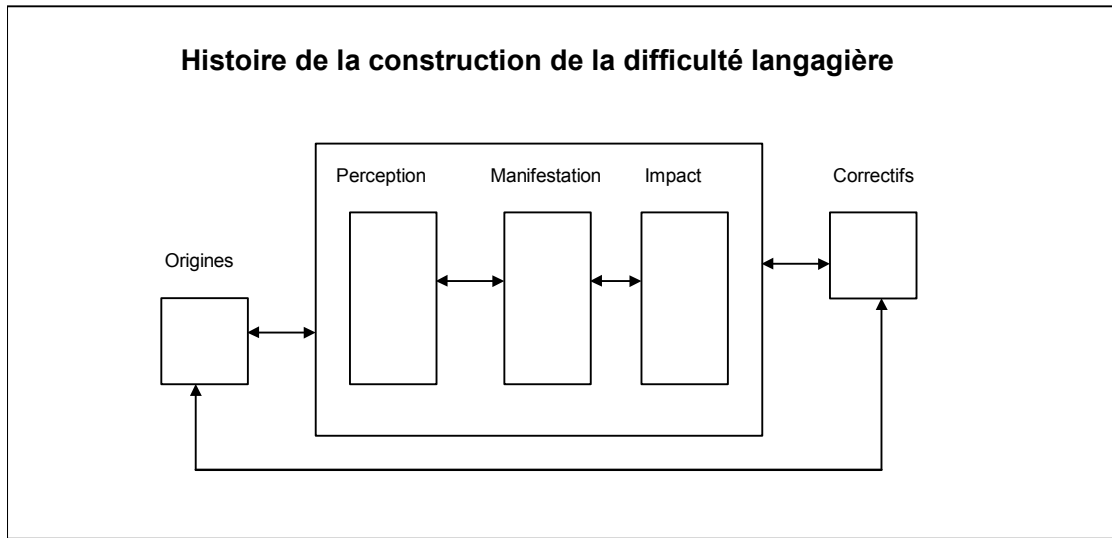 Histoire de la construction de la difficulté langagière
Perception
Manifestation
Impact
Correctifs
Origines